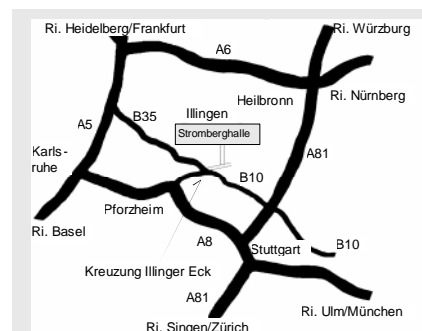 Ri. Heidelberg/Frankfurt
Ri. Würzburg
A6
Ri. Nürnberg
Heilbronn
Illingen
B35
A5
Stromberghalle
A81
Karls-
ruhe
B10
Pforzheim
Ri. Basel
A8
Stuttgart
B10
Kreuzung Illinger Eck
A81
Ri. Ulm/München
Ri. Singen/Zürich